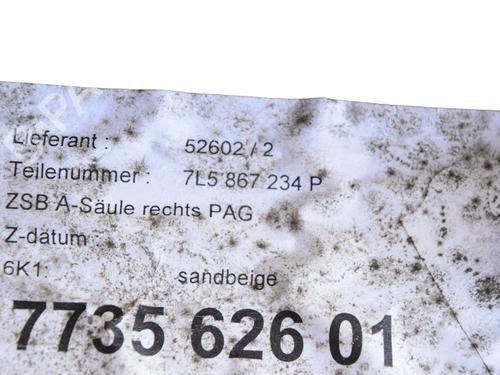 Lieferant : 52602 / 2
Teilenummer : 7L5 867 234 P
ZSB A-Säule rechts PAG
Z-datum
6K1: sandbeige
7735 626 01